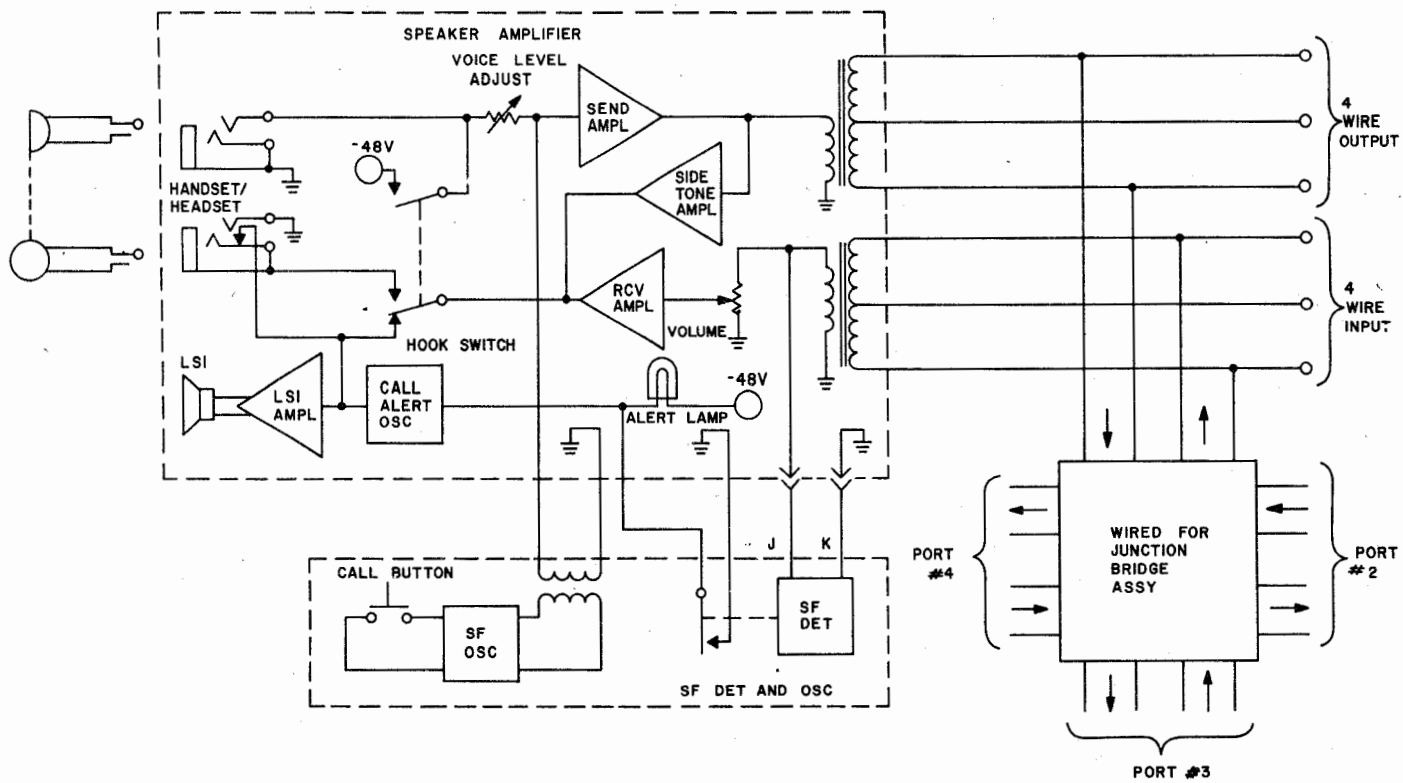 SPEAKER AMPLIFIER
VOICE LEVEL
ADJUST
SEND
AMPL
-48V
SIDE
TONE
AMPL
HANDSET/
HEADSET
RCV
AMPL
VOLUME
HOOK SWITCH
LSI
LSI
AMPL
CALL
ALERT
OSC
ALERT LAMP
-48V
4
WIRE
OUTPUT
4
WIRE
INPUT
J
K
CALL BUTTON
SF
OSC
SF
DET
SF DET AND OSC
WIRED FOR
JUNCTION
BRIDGE
ASSY
PORT
#4
PORT
#2
PORT #3